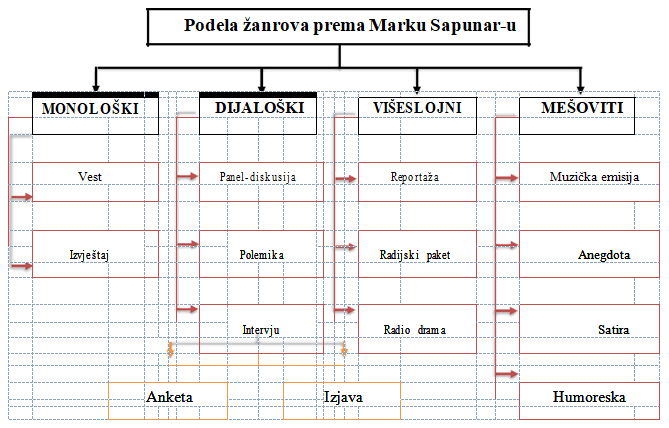 Podela žanrova prema Marku Sapunar-u
MONOLOŠKI
DIJALOŠKI
VIŠESLOJNI
MEŠOVITI
Vest
Panel-diskusija
Reportaža
Muzička emisija
Izvještaj
Polemika
Radijski paket
Anegdota
Intervju
Radio drama
Satira
Anketa
Izjava
Humoreska